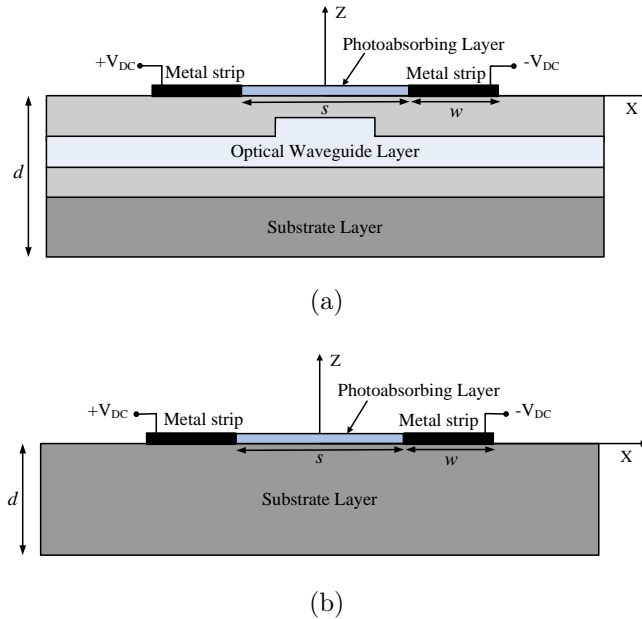 Z
Photoabsorbing Layer
+VDC
Metal strip
Metal strip
-VDC
X
s
w
d
Optical Waveguide Layer
Substrate Layer
(a)
Z
Photoabsorbing Layer
+VDC
Metal strip
Metal strip
-VDC
X
s
w
d
Substrate Layer
(b)